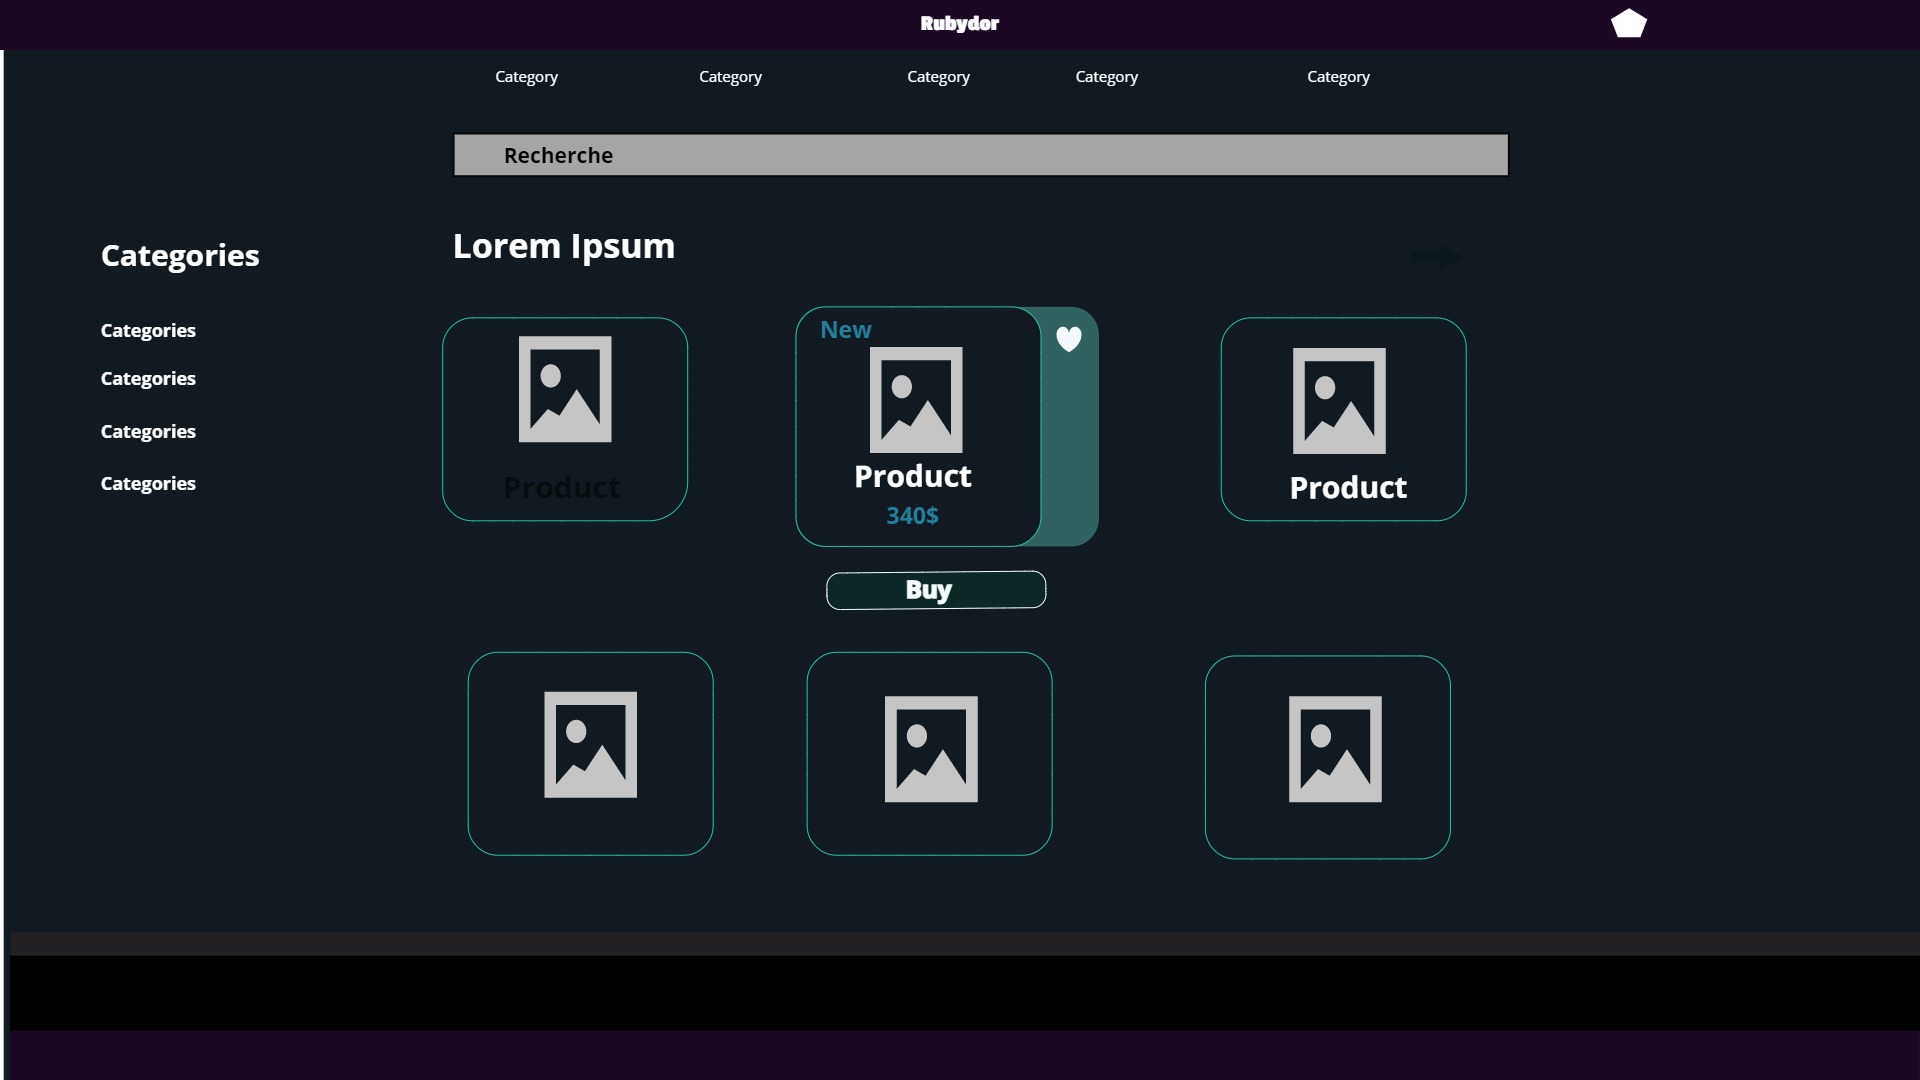 Rubydor
Category Category Category Category Category
Recherche
Categories
Lorem Ipsum
Categories
Categories
Categories
Categories
Product
New
Product
340$
Product
Buy